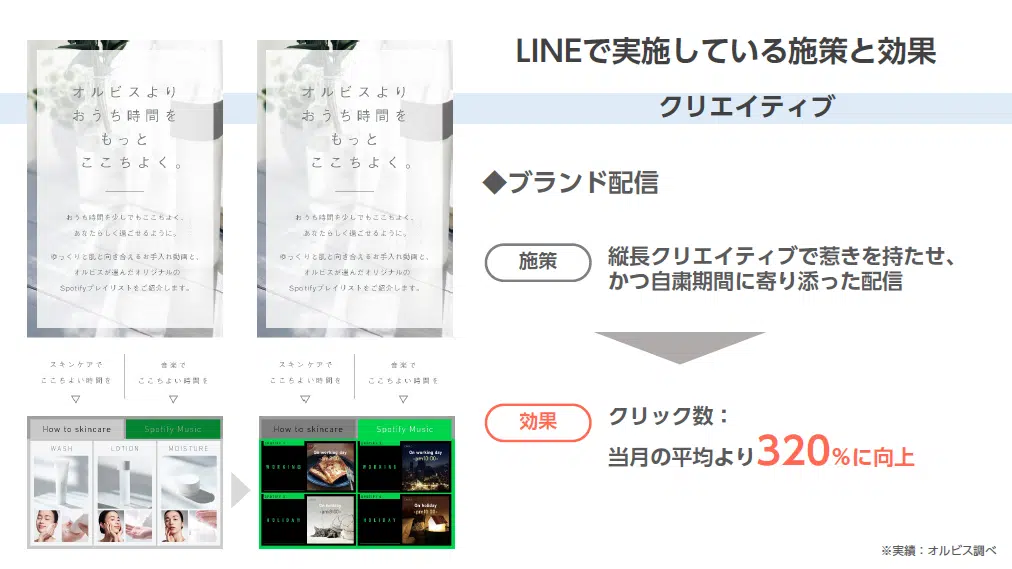 LINEで実施している施策と効果
クリエイティブ
オルビスより
おうち時間を
もっと
ここちよく。
おうち時間を少しでもここちよく、
あなたらしく過ごせるように。
ゆっくりと肌と向き合えるお手入れ動画と、
オルビスが選んだオリジナルの
Spotifyプレイリストをご紹介します。
スキンケアで
ここちよい時間を
音楽で
ここちよい時間を
How to skincare
Spotify Music
WASH
LOTION
MOISTURE
オルビスより
おうち時間を
もっと
ここちよく。
おうち時間を少しでもここちよく、
あなたらしく過ごせるように。
ゆっくりと肌と向き合えるお手入れ動画と、
オルビスが選んだオリジナルの
Spotifyプレイリストをご紹介します。
スキンケアで
ここちよい時間を
音楽で
ここちよい時間を
How to skincare
Spotify Music
WORKING
On working day
WORKING
On working day
HOLIDAY
On holiday
HOLIDAY
On holiday
◆ブランド配信
施策
縦長クリエイティブで惹きを持たせ、
かつ自粛期間に寄り添った配信
効果
クリック数：
当月の平均より320%に向上
※実績：オルビス調べ